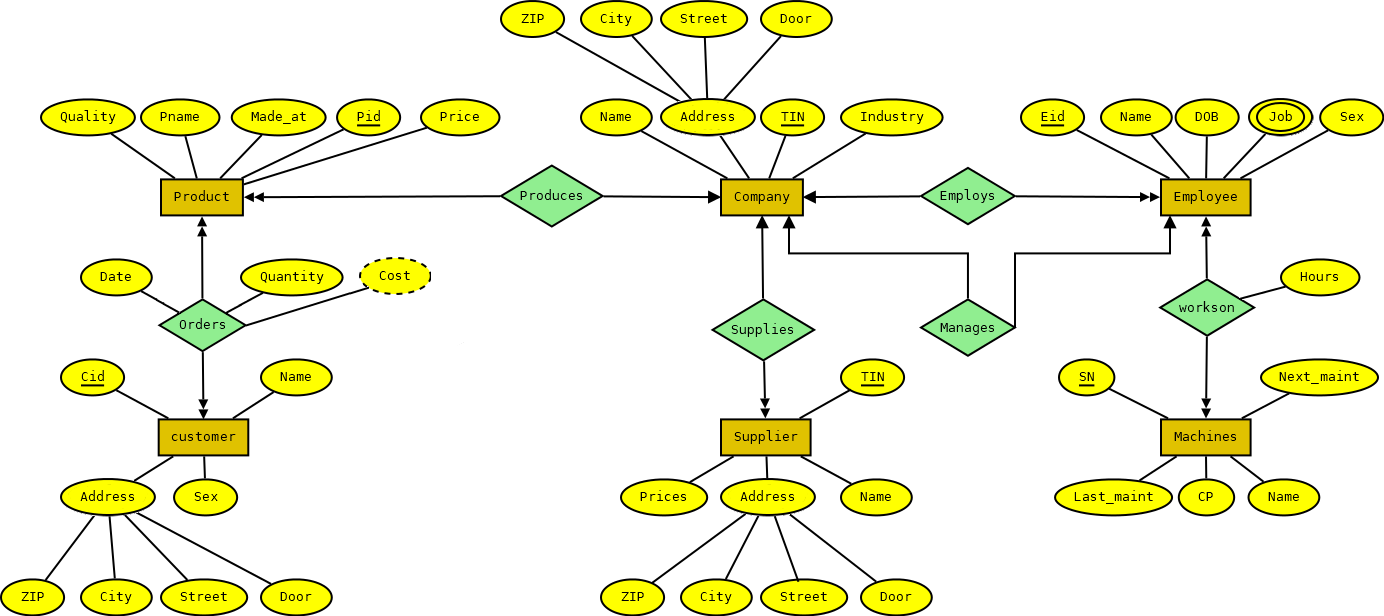 ZIP City Street Door
Quality Pname Made_at Pid Price Name Address TIN Industry Eid Name DOB Job Sex
Product Produces Company Employs Employee
Date Quantity Cost Hours
Orders Supplies Manages workson
Cid Name TIN SN Next_maint
customer Supplier Machines
Address Sex Prices Address Name Last_maint CP Name
ZIP City Street Door ZIP City Street Door